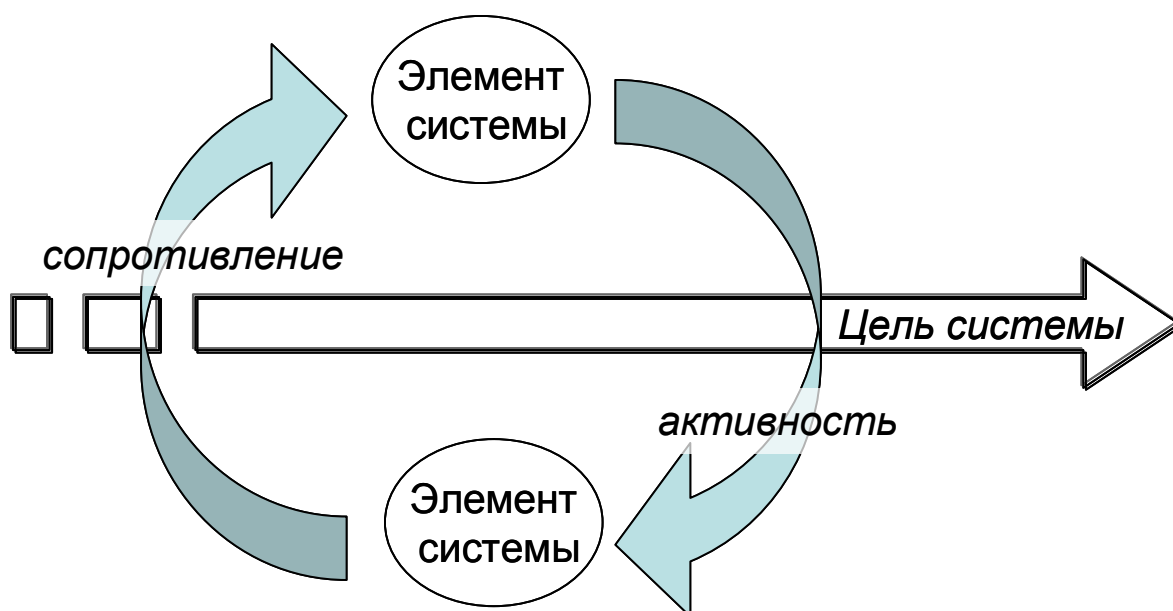 Элемент
системы
сопротивление
Цель системы
активность
Элемент
системы